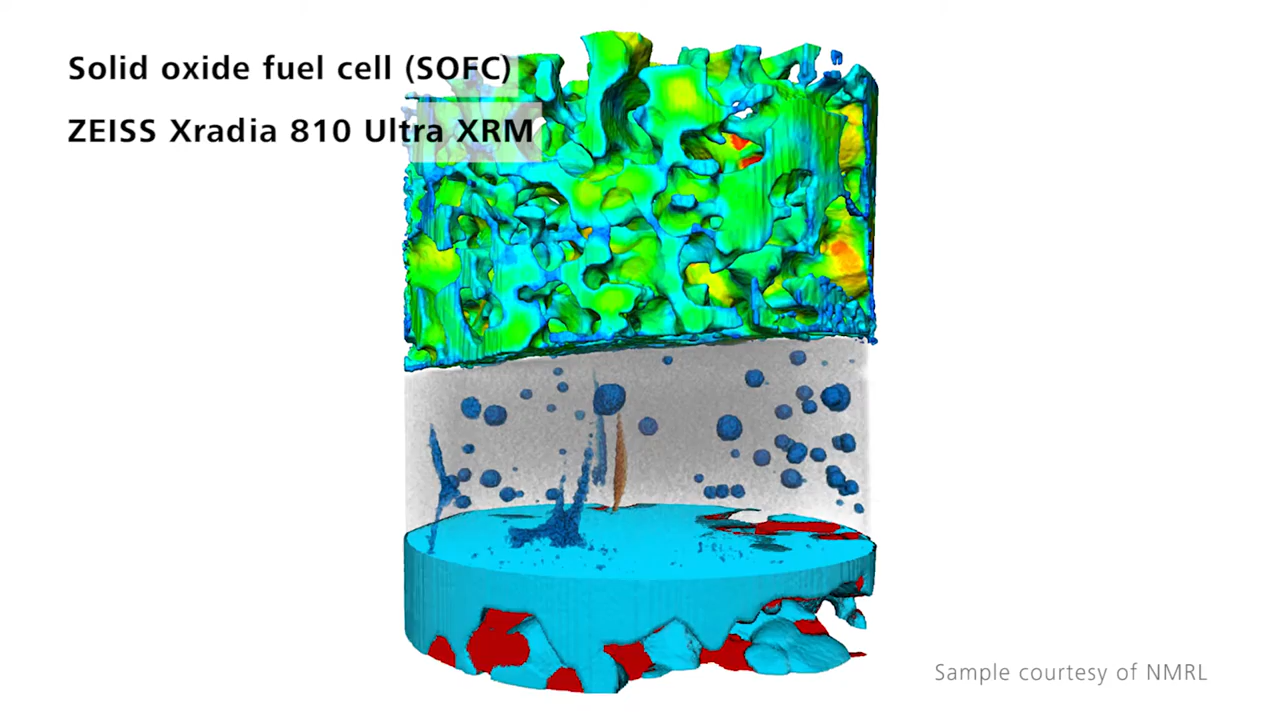 Solid oxide fuel cell (SOFC)
ZEISS Xradia 810 Ultra XRM
Sample courtesy of NMRL